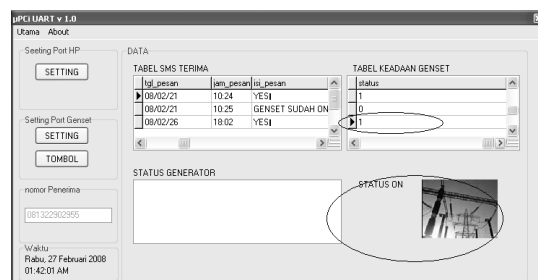 µPCi UART v 1.0
Utama About
Seeting Port HP
SETTING
Seeting Port Genset
SETTING
TOMBOL
nomor Penerima
081322902955
Waktu
Rabu, 27 Februari 2008
01:42:01 AM
DATA
TABEL SMS TERIMA
tgl_pesan jam_pesan isi_pesan
08/02/21 10:24 YES
08/02/21 10:25 GENSET SUDAH ON
08/02/26 18:02 YES
TABEL KEADAAN GENSET
status
1
0
1
STATUS GENERATOR
STATUS ON